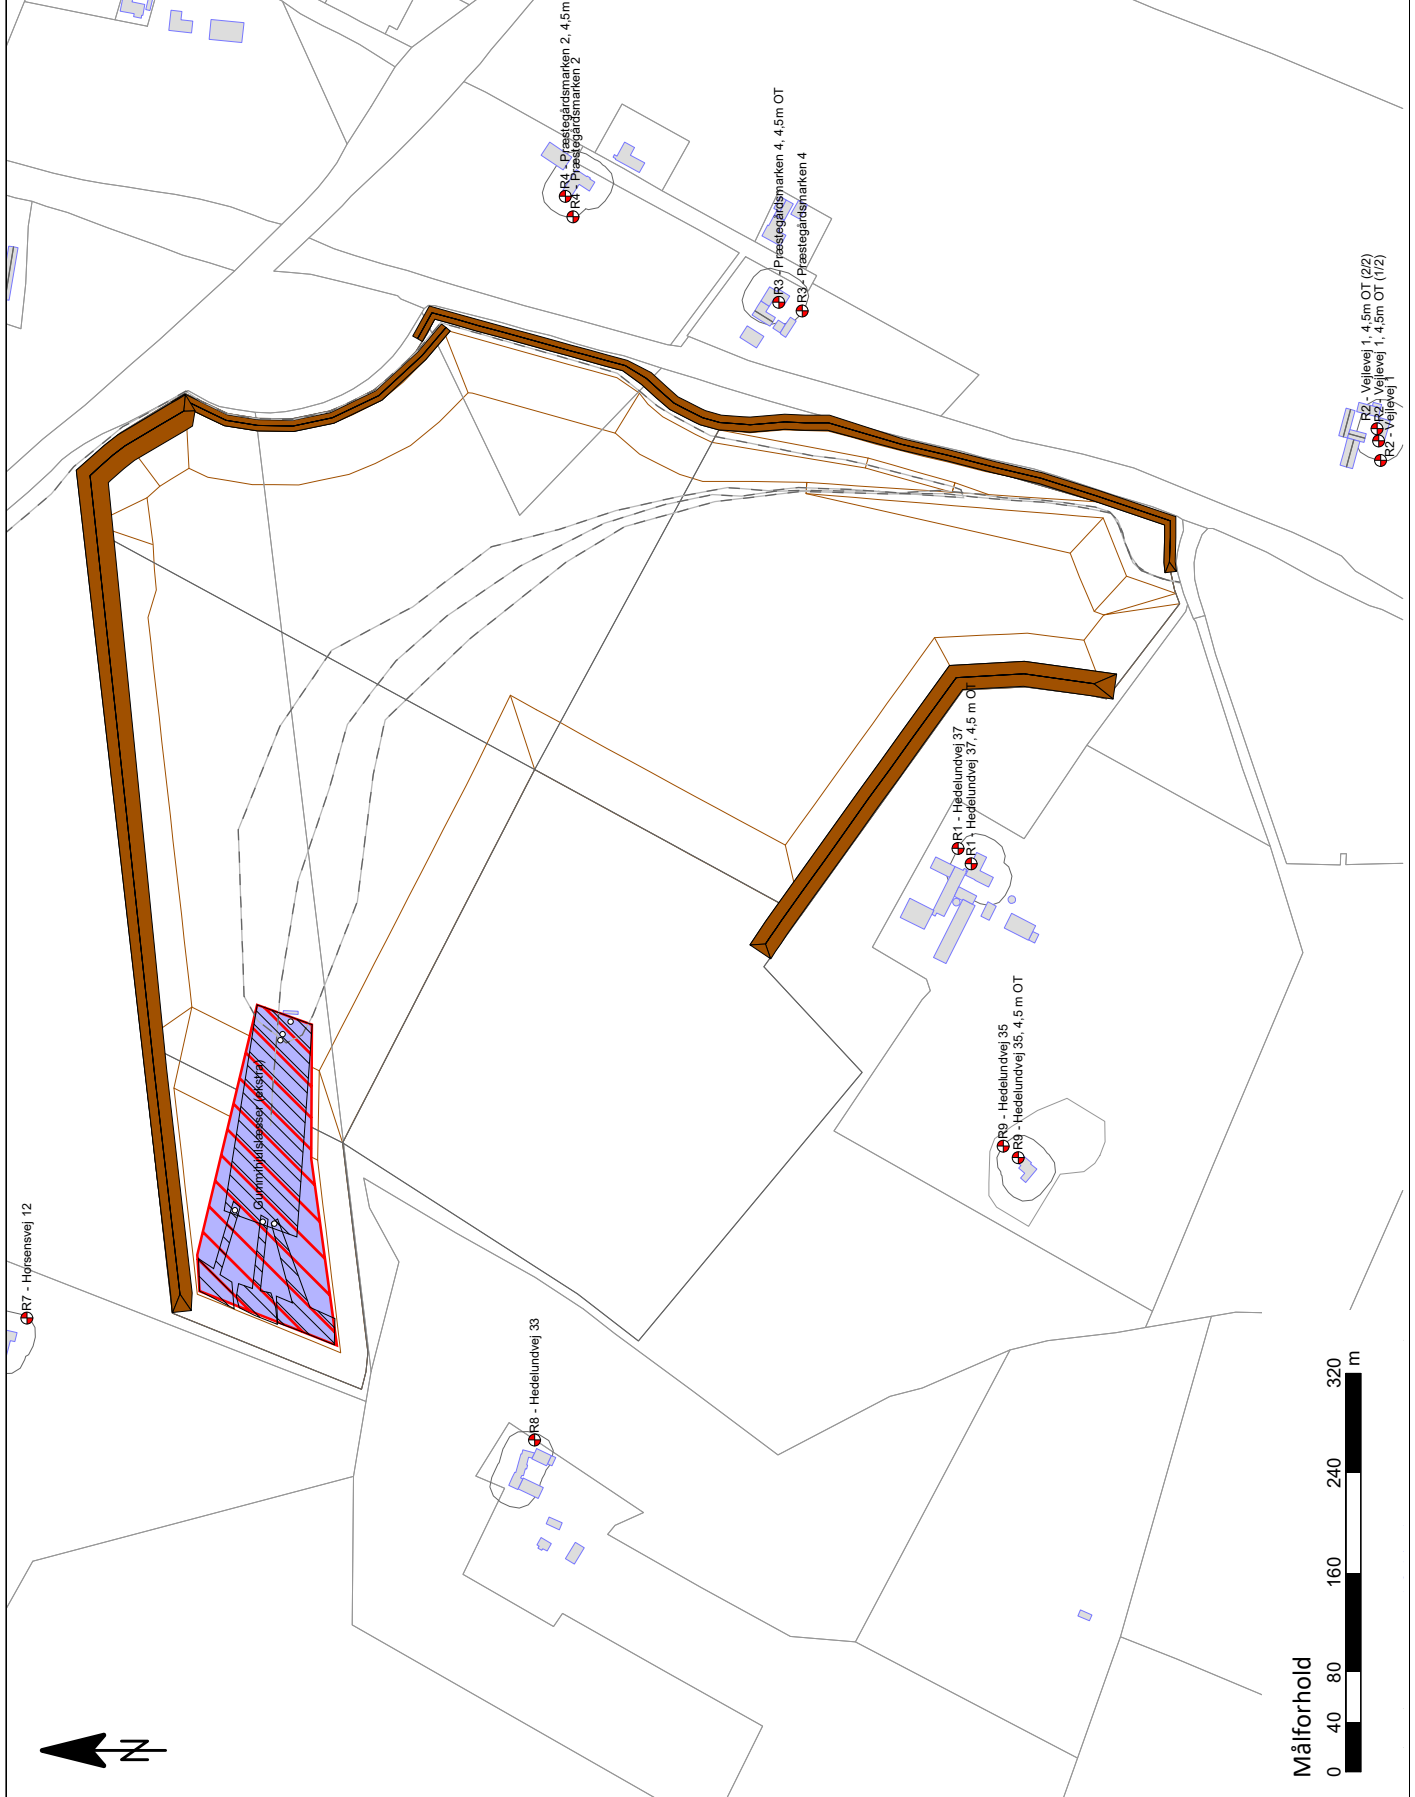 R4 - Præstegårdsmarken 2, 4,5m
R4 - Præstegårdsmarken 2
R3 - Præstegårdsmarken 4, 4,5m OT
R3 - Præstegårdsmarken 4
R2 - Vejlevej 1, 4,5m OT (2/2)
R2 - Vejlevej 1, 4,5m OT (1/2)
R2 - Vejlevej 1
R1 - Hedelundvej 37
R1 - Hedelundvej 37, 4,5 m OT
R9 - Hedelundvej 35
R9 - Hedelundvej 35, 4,5 m OT
Gummihjulslæsser (ekstra)
R7 - Horsensvej 12
R8 - Hedelundvej 33
N
Målforhold
0 40 80 160 240 320
m